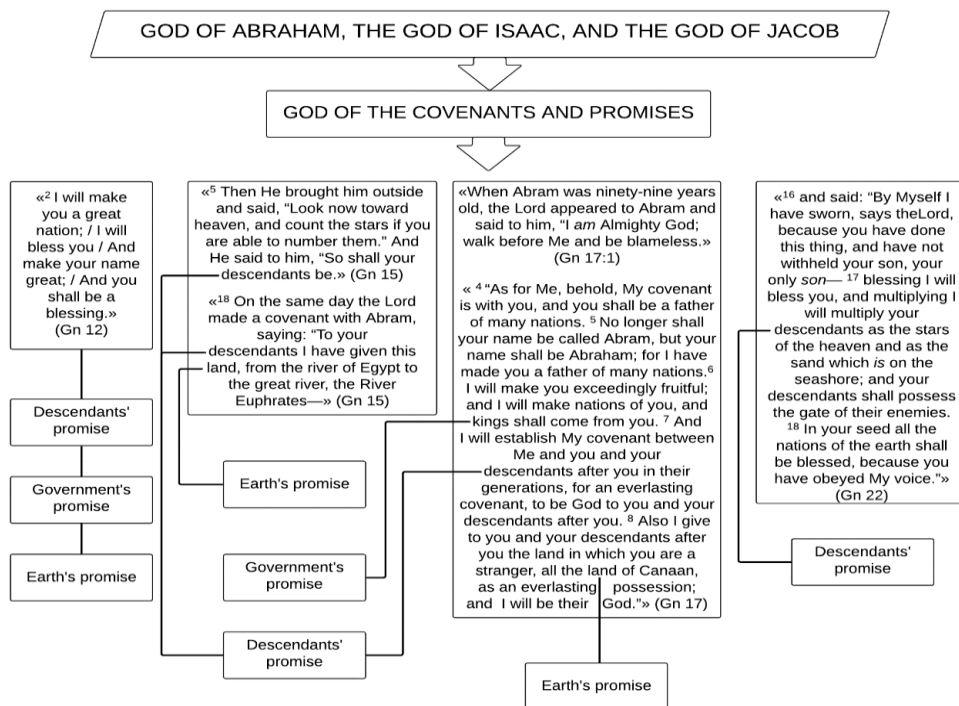 GOD OF ABRAHAM, THE GOD OF ISAAC, AND THE GOD OF JACOB
GOD OF THE COVENANTS AND PROMISES
«² I will make
you a great
nation; / I will
bless you / And
make your name
great; / And you
shall be a
blessing.»
(Gn 12)
Descendants'
promise
Government's
promise
Earth's promise
«⁵ Then He brought him outside
and said, “Look now toward
heaven, and count the stars if you
are able to number them.” And
He said to him, “So shall your
descendants be.» (Gn 15)
«¹⁸ On the same day the Lord
made a covenant with Abram,
saying: “To your
descendants I have given this
land, from the river of Egypt to
the great river, the River
Euphrates—» (Gn 15)
Earth's promise
Government's
promise
Descendants'
promise
«When Abram was ninety-nine years
old, the Lord appeared to Abram and
said to him, “I am Almighty God;
walk before Me and be blameless.»
(Gn 17:1)
« ⁴ “As for Me, behold, My covenant
is with you, and you shall be a father
of many nations. ⁵ No longer shall
your name be called Abram, but your
name shall be Abraham; for I have
made you a father of many nations.⁶
I will make you exceedingly fruitful;
and I will make nations of you, and
kings shall come from you. ⁷ And
I will establish My covenant between
Me and you and your
descendants after you in their
generations, for an everlasting
covenant, to be God to you and your
descendants after you. ⁸ Also I give
to you and your descendants after
you the land in which you are a
stranger, all the land of Canaan,
as an everlasting possession;
and I will be their God.”» (Gn 17)
Earth's promise
«¹⁶ and said: “By Myself I
have sworn, says theLord,
because you have done
this thing, and have not
withheld your son, your
only son— ¹⁷ blessing I will
bless you, and multiplying I
will multiply your
descendants as the stars
of the heaven and as the
sand which is on the
seashore; and your
descendants shall possess
the gate of their enemies.
¹⁸ In your seed all the
nations of the earth shall
be blessed, because you
have obeyed My voice.”»
(Gn 22)
Descendants'
promise